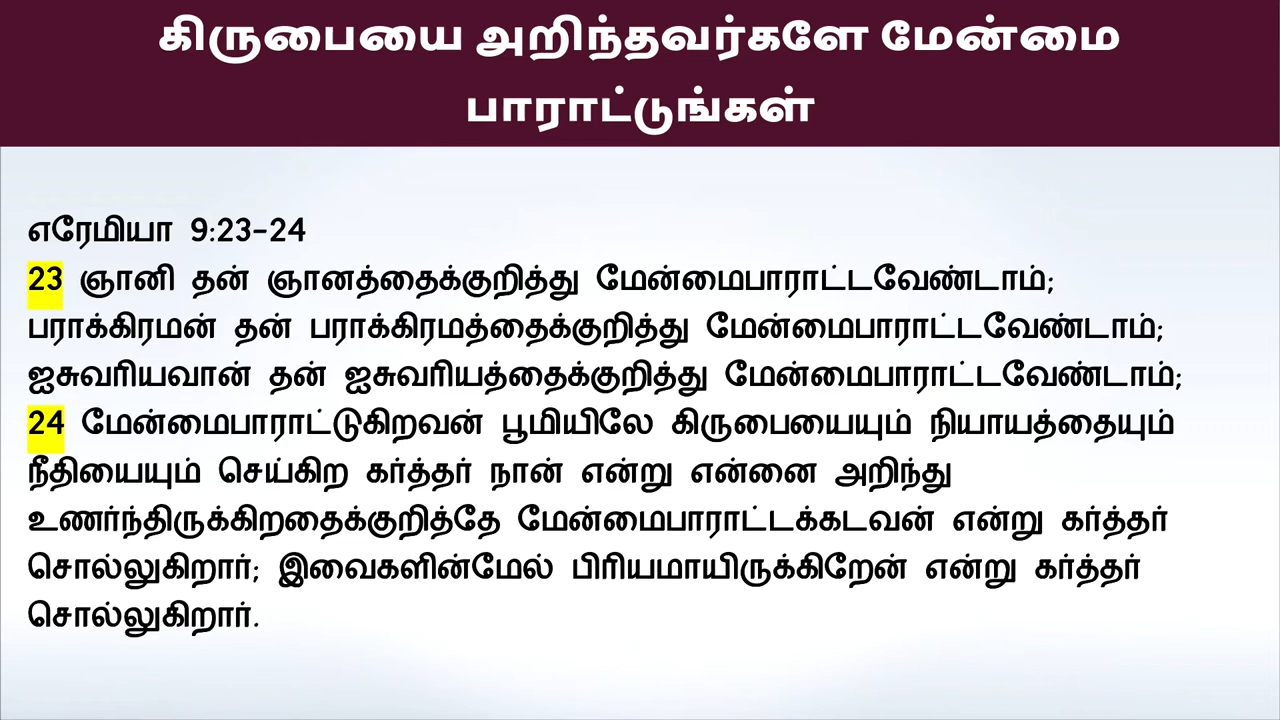 கிருபையை அறிந்தவர்களே மேன்மை
பாராட்டுங்கள்
எரேமியா 9:23-24
23 ஞானி தன் ஞானத்தைக்குறித்து மேன்மைபாராட்டவேண்டாம்;
பராக்கிரமன் தன் பராக்கிரமத்தைக்குறித்து மேன்மைபாராட்டவேண்டாம்;
ஐசுவரியவான் தன் ஐசுவரியத்தைக்குறித்து மேன்மைபாராட்டவேண்டாம்;
24 மேன்மைபாராட்டுகிறவன் பூமியிலே கிருபையையும் நியாயத்தையும்
நீதியையும் செய்கிற கர்த்தர் நான் என்று என்னை அறிந்து
உணர்ந்திருக்கிறதைக்குறித்தே மேன்மைபாராட்டக்கடவன் என்று கர்த்தர்
சொல்லுகிறார்; இவைகளின்மேல் பிரியமாயிருக்கிறேன் என்று கர்த்தர்
சொல்லுகிறார்.